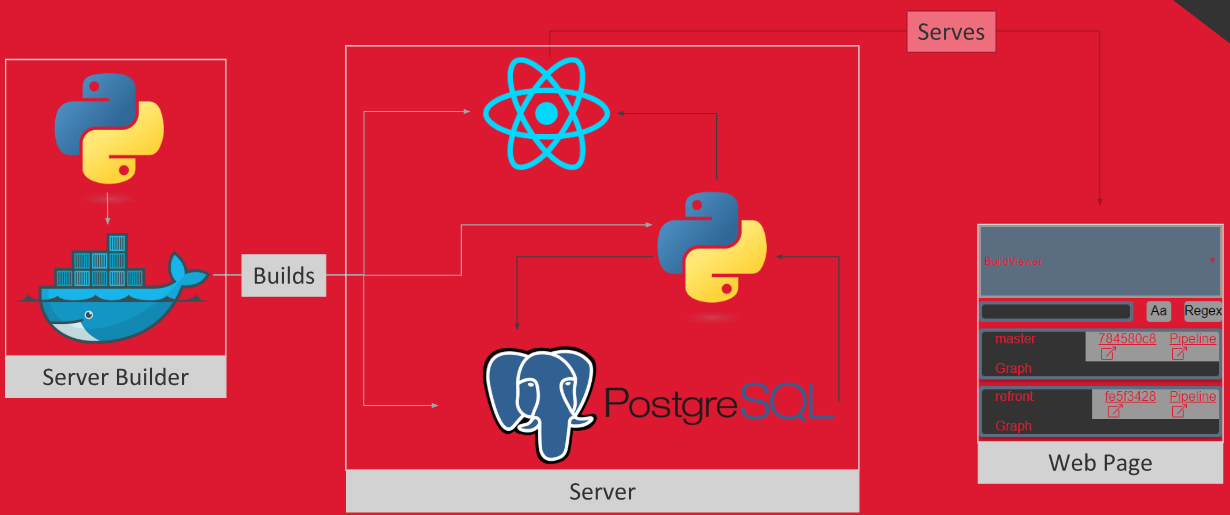 Serves
Builds
Server Builder
PostgreSQL
Server
BuildViewer
Aa
Regex
master
784580c8
Pipeline
Graph
refront
fe5f3428
Pipeline
Graph
Web Page